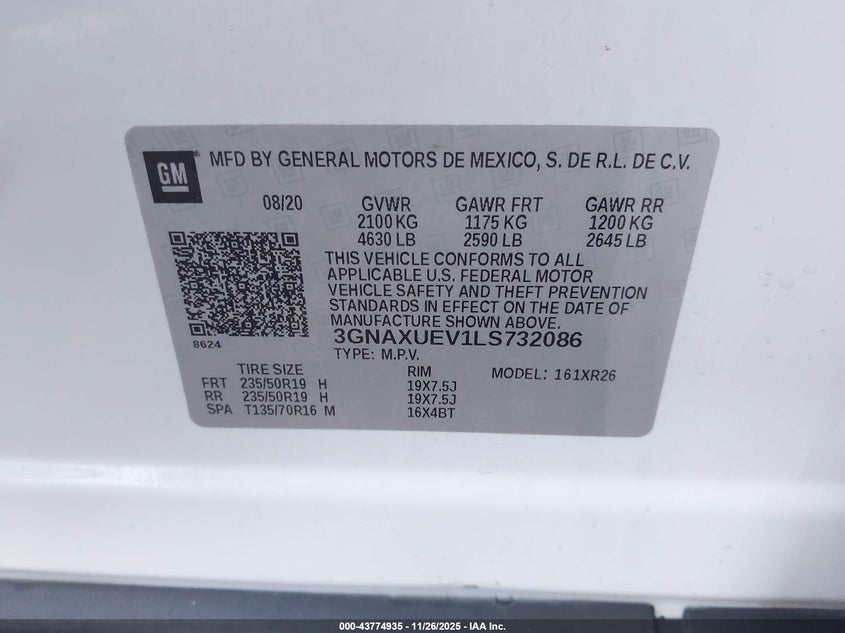 GM ®
MFD BY GENERAL MOTORS DE MEXICO, S. DE R.L. DE C.V.
08/20 GVWR GAWR FRT GAWR RR
2100 KG 1175 KG 1200 KG
4630 LB 2590 LB 2645 LB
THIS VEHICLE CONFORMS TO ALL
APPLICABLE U.S. FEDERAL MOTOR
VEHICLE SAFETY AND THEFT PREVENTION
STANDARDS IN EFFECT ON THE DATE OF
MANUFACTURE SHOWN ABOVE.
8624
3GNAXUEV1LS732086
TYPE: M.P.V.
TIRE SIZE RIM MODEL: 161XR26
FRT 235/50R19 H 19X7.5J
RR 235/50R19 H 19X7.5J
SPA T135/70R16 M 16X4BT
000-43774935 - 11/26/2025 - IAA Inc.